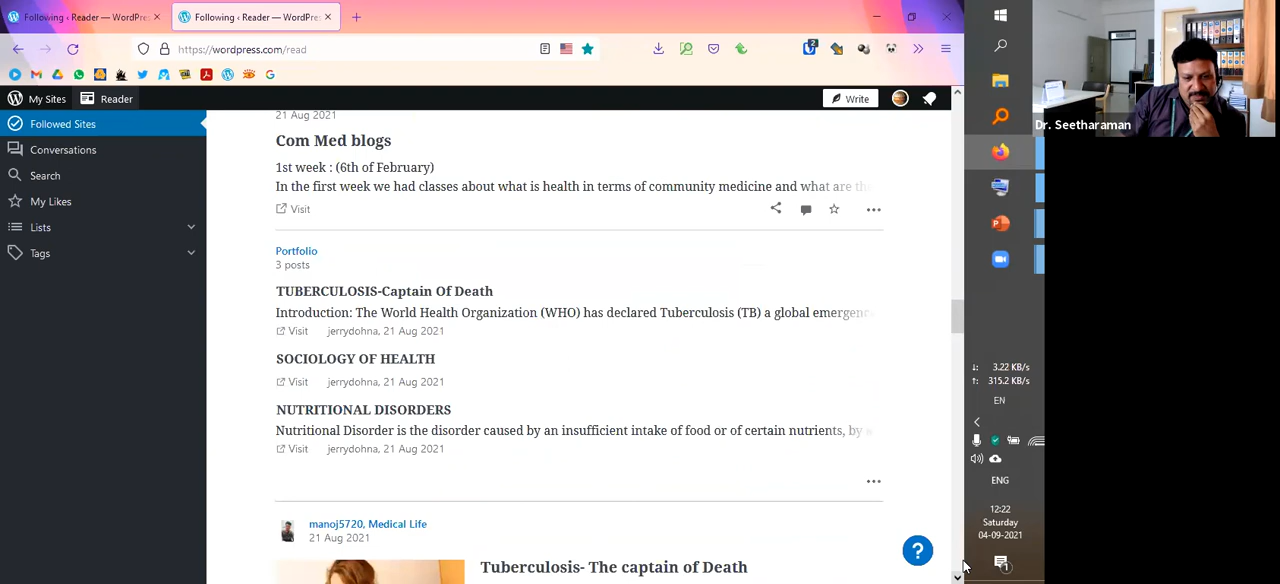 Following ‹ Reader — WordPre
Following ‹ Reader — WordPre
https://wordpress.com/read
2
My Sites
Reader
Write
Followed Sites
Conversations
Search
My Likes
Lists
Tags
21 Aug 2021
Com Med blogs
1st week : (6th of February)
In the first week we had classes about what is health in terms of community medicine and what are th
Visit
Portfolio
3 posts
TUBERCULOSIS-Captain Of Death
Introduction: The World Health Organization (WHO) has declared Tuberculosis (TB) a global emergenc
Visit jerrydohna, 21 Aug 2021
SOCIOLOGY OF HEALTH
Visit jerrydohna, 21 Aug 2021
NUTRITIONAL DISORDERS
Nutritional Disorder is the disorder caused by an insufficient intake of food or of certain nutrients, by
Visit jerrydohna, 21 Aug 2021
manoj5720, Medical Life
21 Aug 2021
Tuberculosis- The captain of Death
?
Dr. Seetharaman
↓: 3.22 KB/s
↑: 315.2 KB/s
EN
ENG
12:22
Saturday
04-09-2021
1